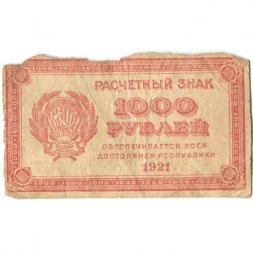 РАСЧЕТНЫЙ ЗНАК
1000
РУБЛЕЙ
ОБЕСПЕЧИВАЕТСЯ ВСЕМ
ДОСТОЯНИЕМ РЕСПУБЛИКИ
1921